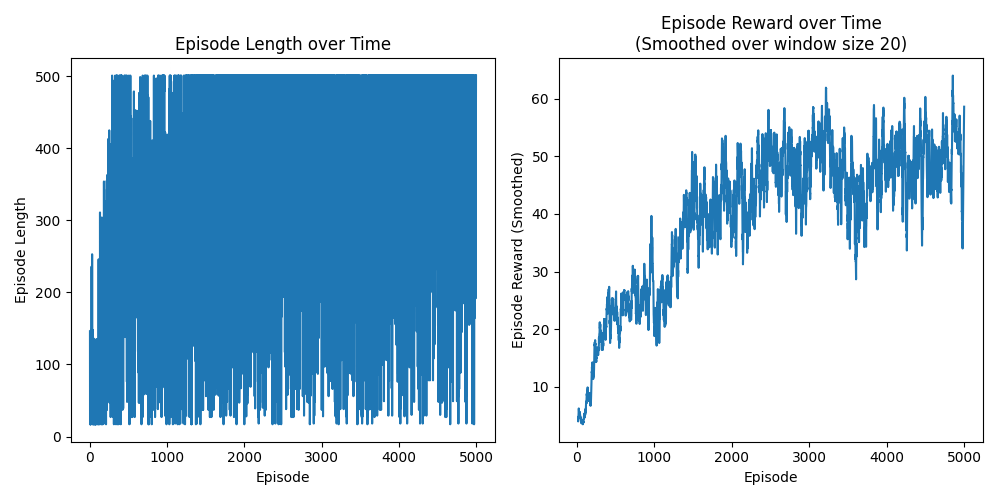 Episode Length over Time
500
400
300
200
100
0
Episode Length
0 1000 2000 3000 4000 5000
Episode
Episode Reward over Time
(Smoothed over window size 20)
60
50
40
30
20
10
Episode Reward (Smoothed)
0 1000 2000 3000 4000 5000
Episode